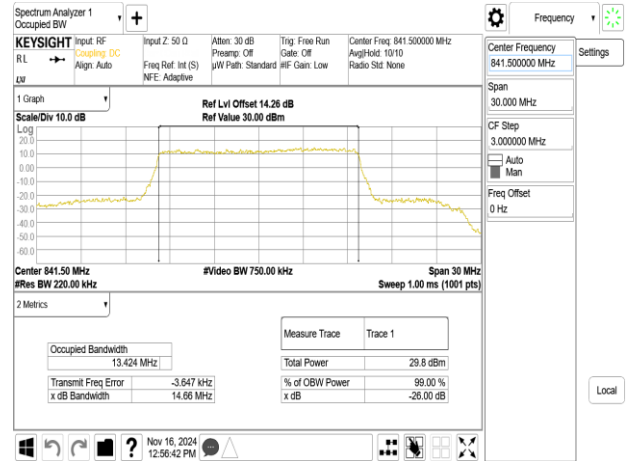 Spectrum Analyzer 1
Occupied BW
+
Frequency
KEYSIGHT
RL
LXI
Input: RF
Coupling: DC
Align: Auto
Input Z: 50 Ω
Freq Ref: Int (S)
NFE: Adaptive
Atten: 30 dB
Preamp: Off
µW Path: Standard
Trig: Free Run
Gate: Off
#IF Gain: Low
Center Freq: 841.500000 MHz
Avg|Hold: 10/10
Radio Std: None
Center Frequency
841.500000 MHz
Settings
Span
30.000 MHz
CF Step
3.000000 MHz
Auto
Man
Freq Offset
0 Hz
Local
1 Graph
Scale/Div 10.0 dB
Ref Lvl Offset 14.26 dB
Ref Value 30.00 dBm
Log
20.0
10.0
0.00
-10.0
-20.0
-30.0
-40.0
-50.0
-60.0
Center 841.50 MHz
#Video BW 750.00 kHz
Span 30 MHz
#Res BW 220.00 kHz
Sweep 1.00 ms (1001 pts)
2 Metrics
Measure Trace Trace 1
Occupied Bandwidth
13.424 MHz
Total Power 29.8 dBm
Transmit Freq Error -3.647 kHz
% of OBW Power 99.00 %
x dB Bandwidth 14.66 MHz
x dB -26.00 dB
?
Nov 16, 2024
12:56:42 PM